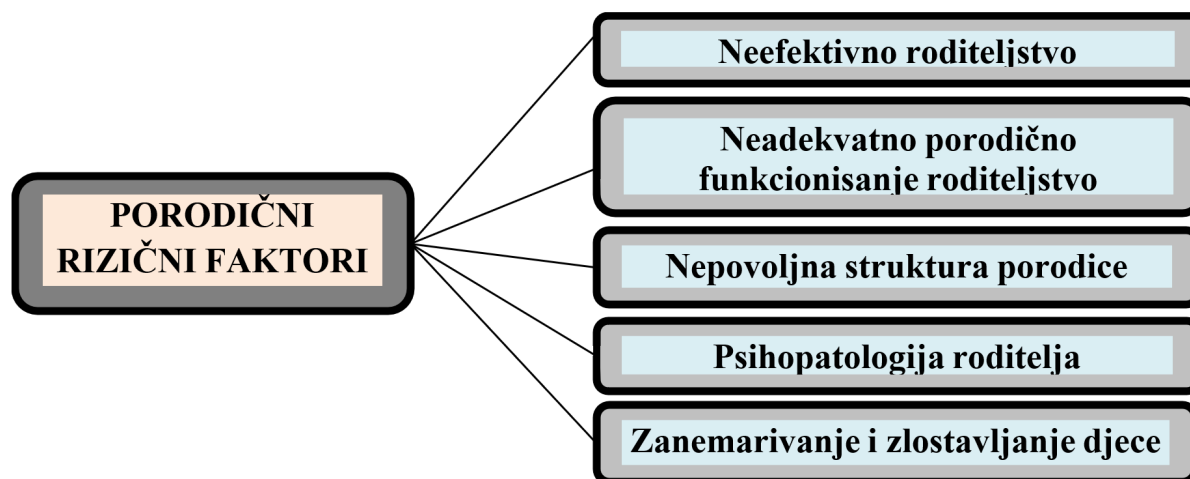 PORODIČNI
RIZIČNI FAKTORI
Neefektivno roditeljstvo
Neadekvatno porodično
funkcionisanje roditeljstvo
Nepovoljna struktura porodice
Psihopatologija roditelja
Zanemarivanje i zlostavljanje djece